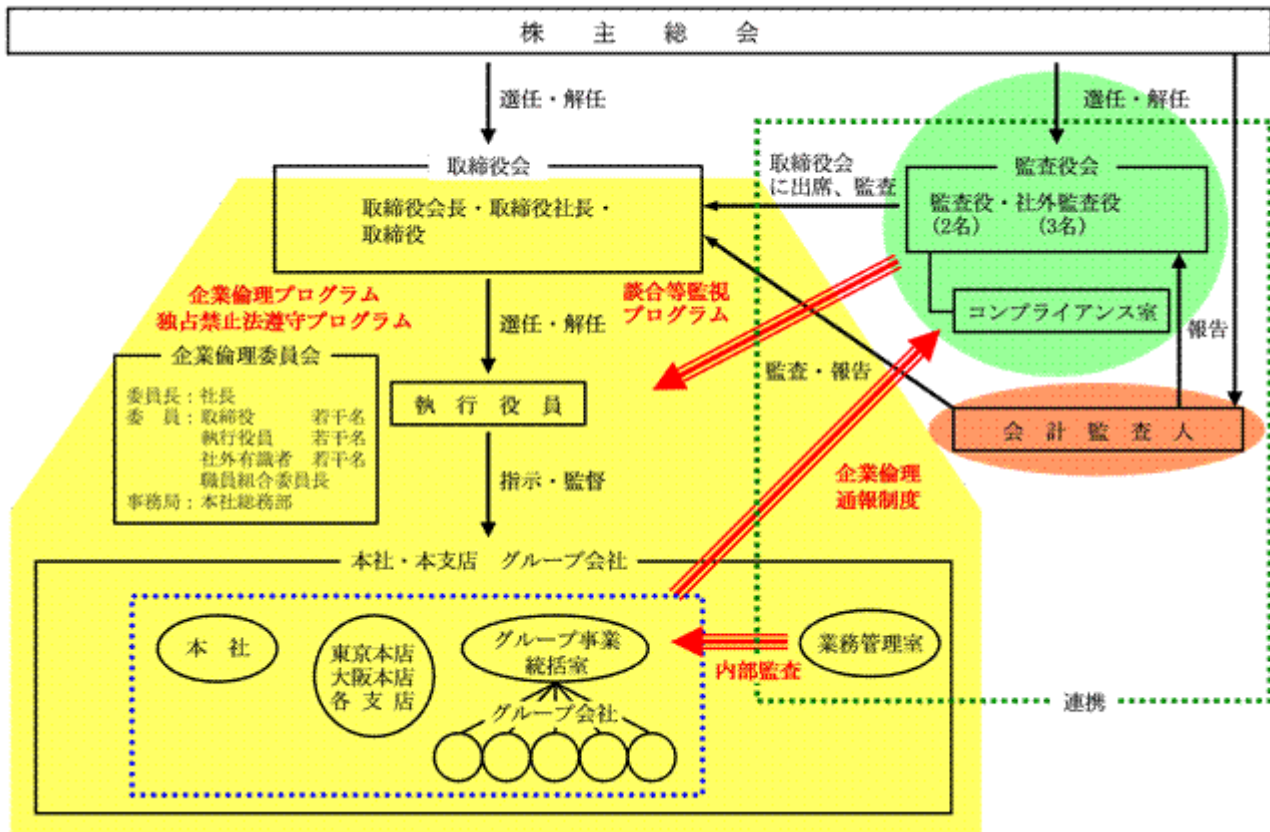 株 主 総 会
選任・解任
選任・解任
取締役会
取締役会長・取締役社長・
取締役
取締役会
に出席、監査
監査役会
監査役・社外監査役
(2名) (3名)
コンプライアンス室
報告
企業倫理プログラム
独占禁止法遵守プログラム
選任・解任
談合等監視
プログラム
監査・報告
企業倫理委員会
委員長：社長
委 員：取締役 若干名
執行役員 若干名
社外有識者 若干名
職員組合委員長
事務局：本社総務部
執 行 役 員
会 計 監 査 人
指示・監督
企業倫理
通報制度
本社・本支店 グループ会社
本 社
東京本店
大阪本店
各 支 店
グループ事業
統括室
グループ会社
内部監査
業務管理室
連携